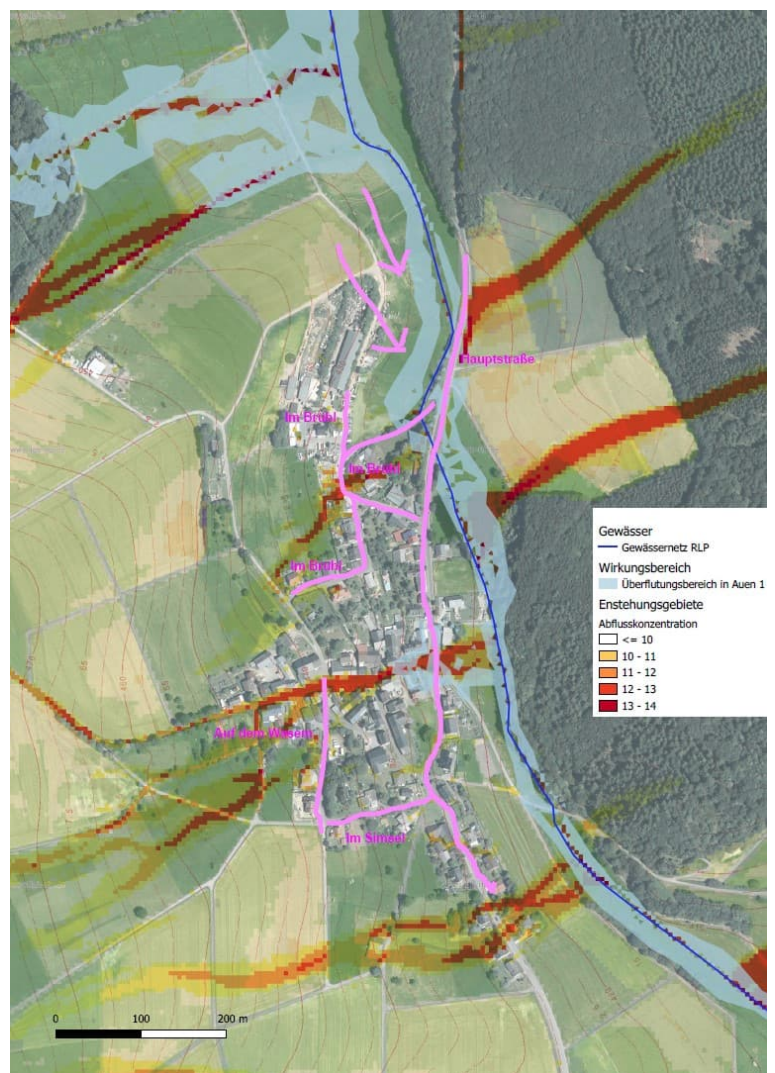 Hauptstraße
Im Brühl
Im Brühl
Im Brühl
Auf dem Wasem
Im Simsel
Gewässer
Gewässernetz RLP
Wirkungsbereich
Überflutungsbereich in Auen 1
Enstehungsgebiete
Abflusskonzentration
<= 10
10 - 11
11 - 12
12 - 13
13 - 14
0 100 200 m